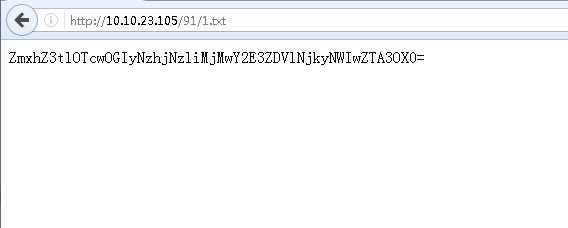 http://10.10.23.105/91/1.txt
ZmxhZ3tlOTcwOGIyNzhjNzliMjMwY2E3ZDVlNjkyNWIwZTA3OX0=